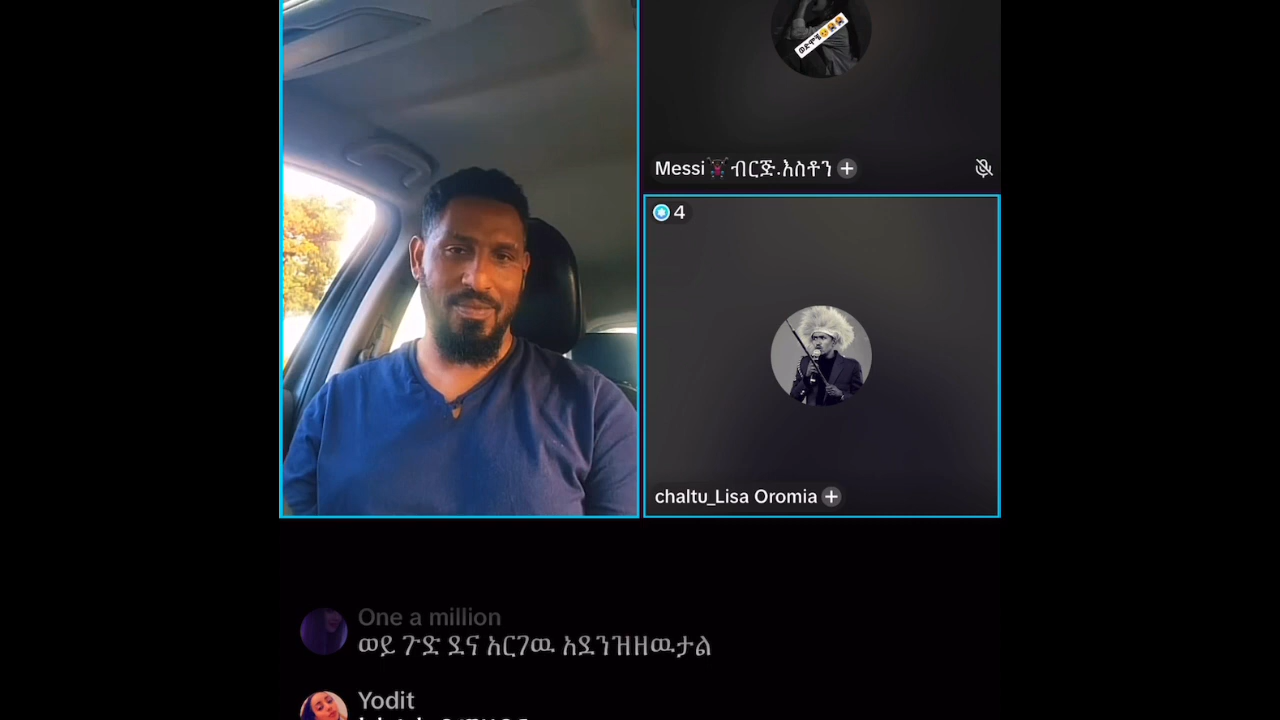 Messi ብርጅ.እስቶን
4
chaltu_Lisa Oromia
One a million
ወይ ጉድ ደና አርገዉ አደንዝዘዉታል
Yodit